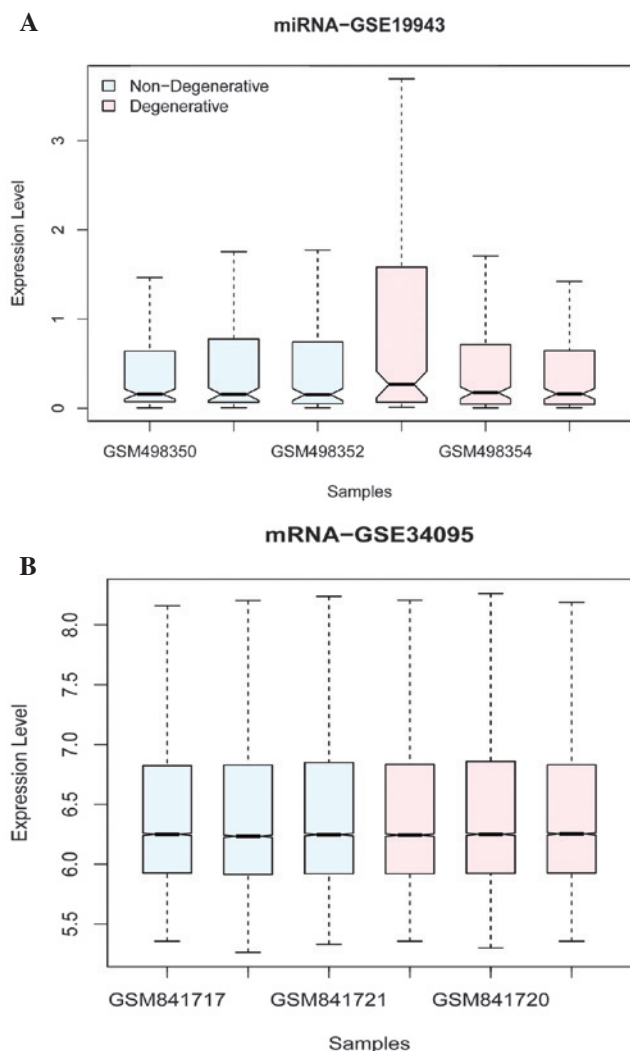 A
miRNA−GSE19943
Non-Degenerative
Degenerative
Expression Level
3
2
1
0
GSM498350 GSM498352 GSM498354
Samples
mRNA−GSE34095
B
Expression Level
8.0
7.5
7.0
6.5
6.0
5.5
GSM841717 GSM841721 GSM841720
Samples